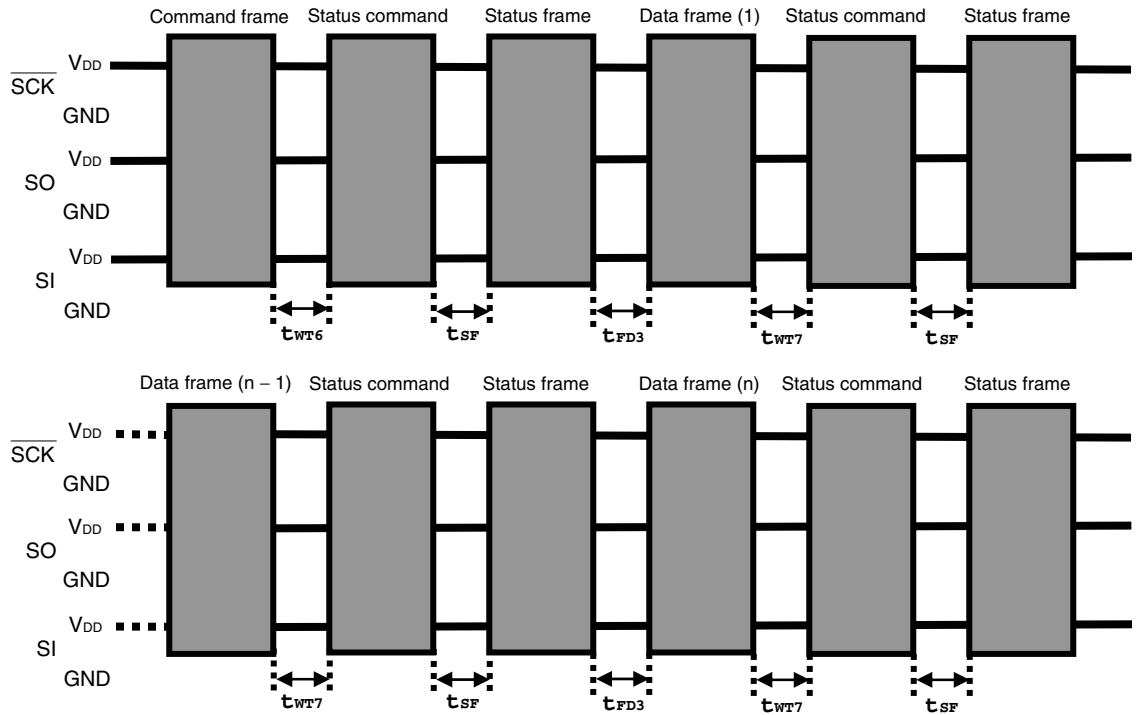 Command frame Status command Status frame Data frame (1) Status command Status frame
VDD
SCK
GND
VDD
SO
GND
VDD
SI
GND
tWT6 tSF tFD3 tWT7 tSF
Data frame (n − 1) Status command Status frame Data frame (n) Status command Status frame
VDD
SCK
GND
VDD
SO
GND
VDD
SI
GND
tWT7 tSF tFD3 tWT7 tSF